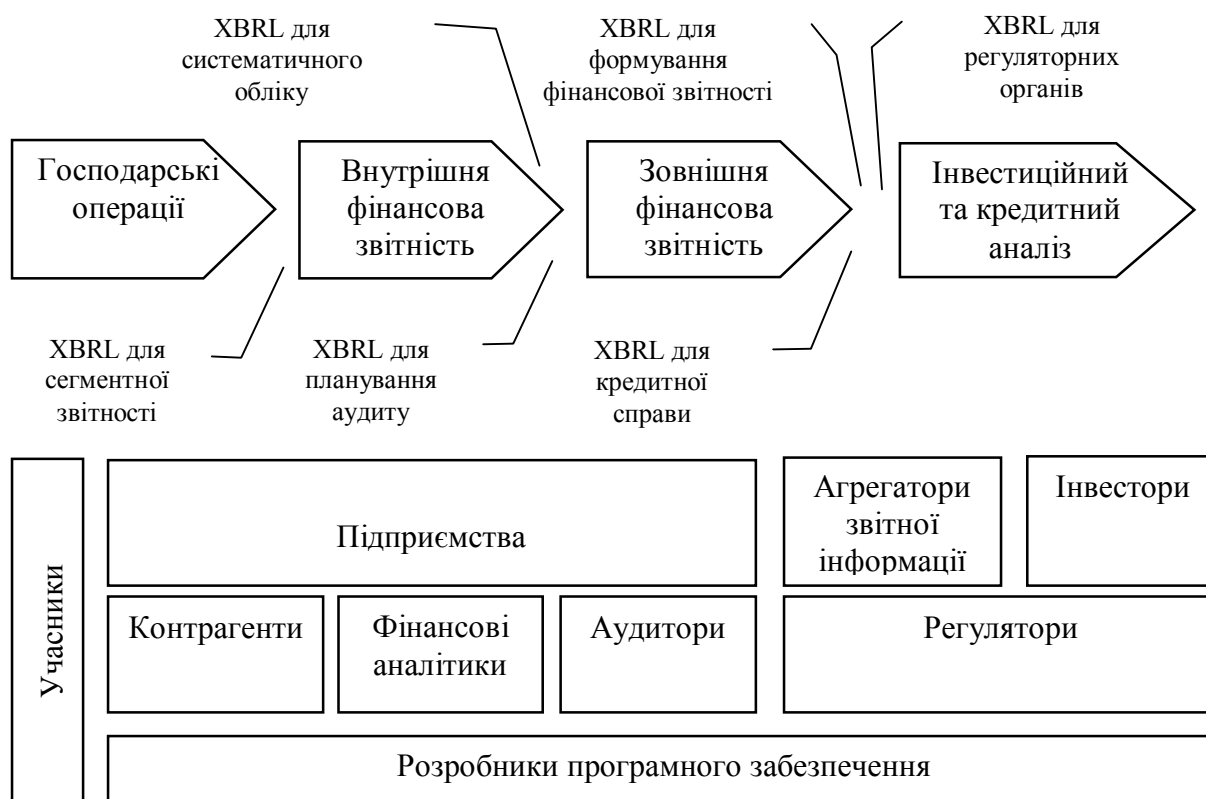 XBRL для
систематичного
обліку
XBRL для
формування
фінансової звітності
XBRL для
регуляторних
органів
Господарські
операції
Внутрішня
фінансова
звітність
Зовнішня
фінансова
звітність
Інвестиційний
та кредитний
аналіз
XBRL для
сегментної
звітності
XBRL для
планування
аудиту
XBRL для
кредитної
справи
Учасники
Підприємства
Агрегатори
звітної
інформації
Інвестори
Контрагенти
Фінансові
аналітики
Аудитори
Регулятори
Розробники програмного забезпечення